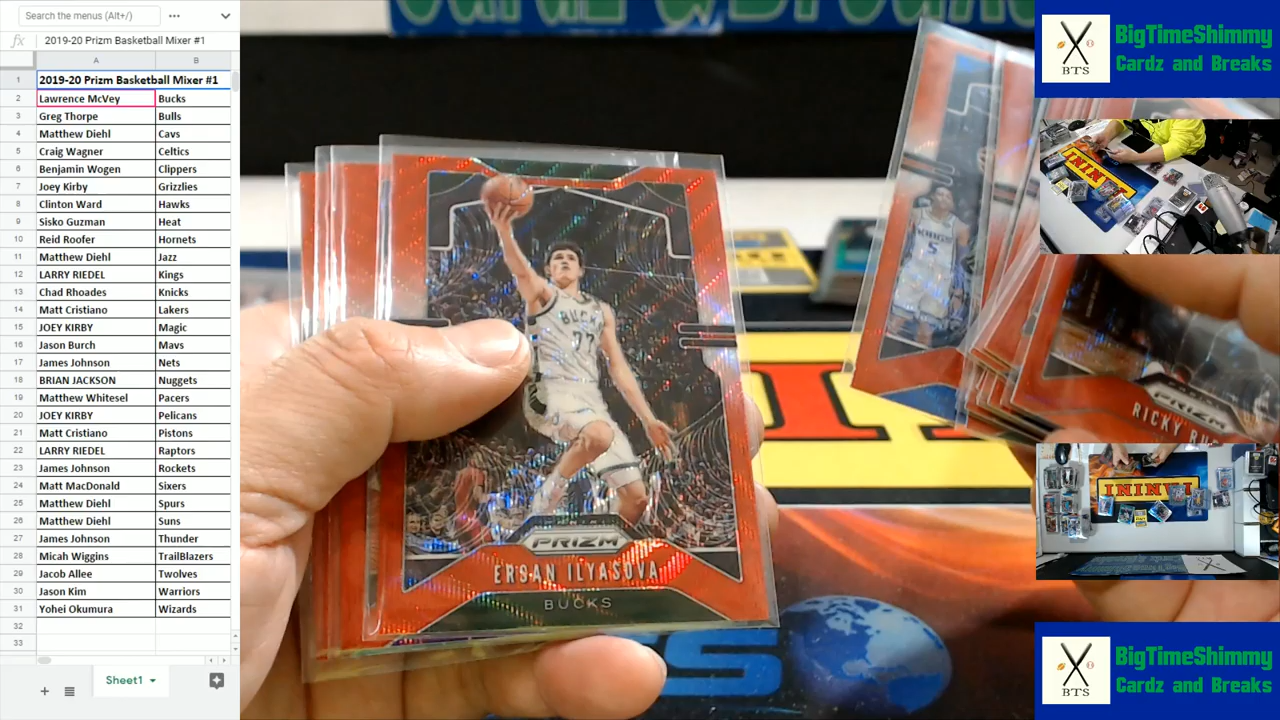 Search the menus (Alt+/)
fx 2019-20 Prizm Basketball Mixer #1
A B
1 2019-20 Prizm Basketball Mixer #1
2 Lawrence McVey Bucks
3 Greg Thorpe Bulls
4 Matthew Diehl Cavs
5 Craig Wagner Celtics
6 Benjamin Wogen Clippers
7 Joey Kirby Grizzlies
8 Clinton Ward Hawks
9 Sisko Guzman Heat
10 Reid Roofer Hornets
11 Matthew Diehl Jazz
12 LARRY RIEDEL Kings
13 Chad Rhoades Knicks
14 Matt Cristiano Lakers
15 JOEY KIRBY Magic
16 Jason Burch Mavs
17 James Johnson Nets
18 BRIAN JACKSON Nuggets
19 Matthew Whitesel Pacers
20 JOEY KIRBY Pelicans
21 Matt Cristiano Pistons
22 LARRY RIEDEL Raptors
23 James Johnson Rockets
24 Matt MacDonald Sixers
25 Matthew Diehl Spurs
26 Matthew Diehl Suns
27 James Johnson Thunder
28 Micah Wiggins TrailBlazers
29 Jacob Allee Twolves
30 Jason Kim Warriors
31 Yohei Okumura Wizards
32
33
Sheet1
BUCKS
77
PANINI
PRIZM
ERSAN ILYASOVA
BUCKS
KINGS
5
PRIZM
RICKY
BTS
BigTimeShimmy
Cardz and Breaks
PANINI
PANINI
BTS
BigTimeShimmy
Cardz and Breaks